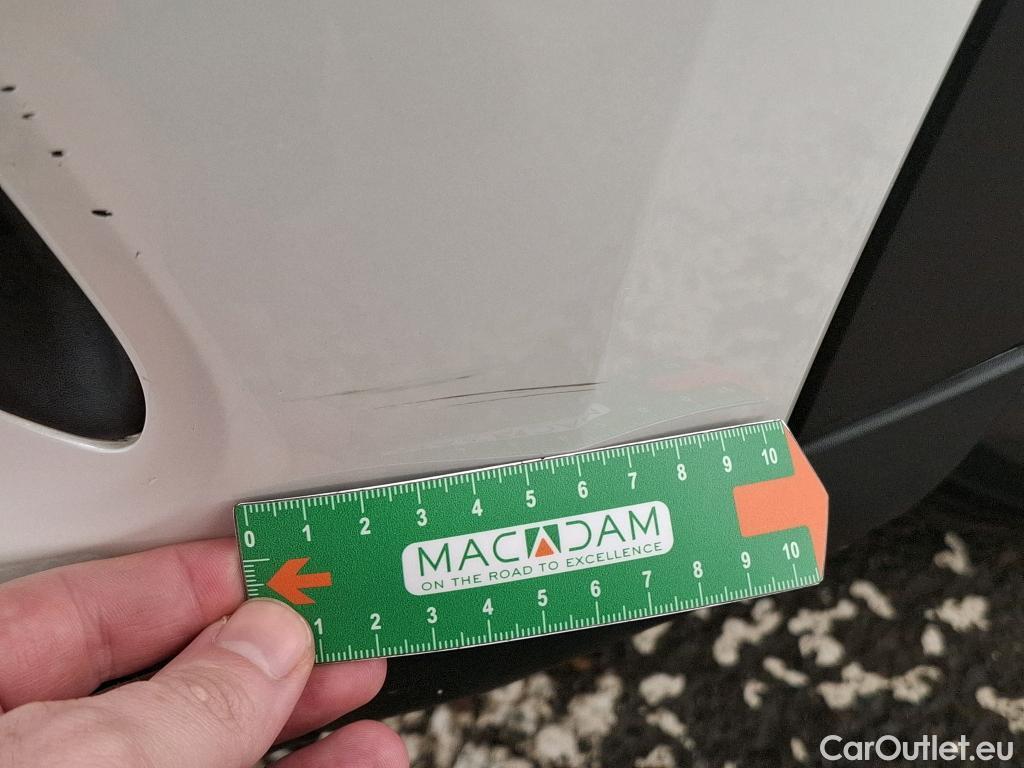 0 1 2 3 4 5 6 7 8 9 10
MACADAM
ON THE ROAD TO EXCELLENCE
1 2 3 4 5 6 7 8 9 10
CarOutlet.eu